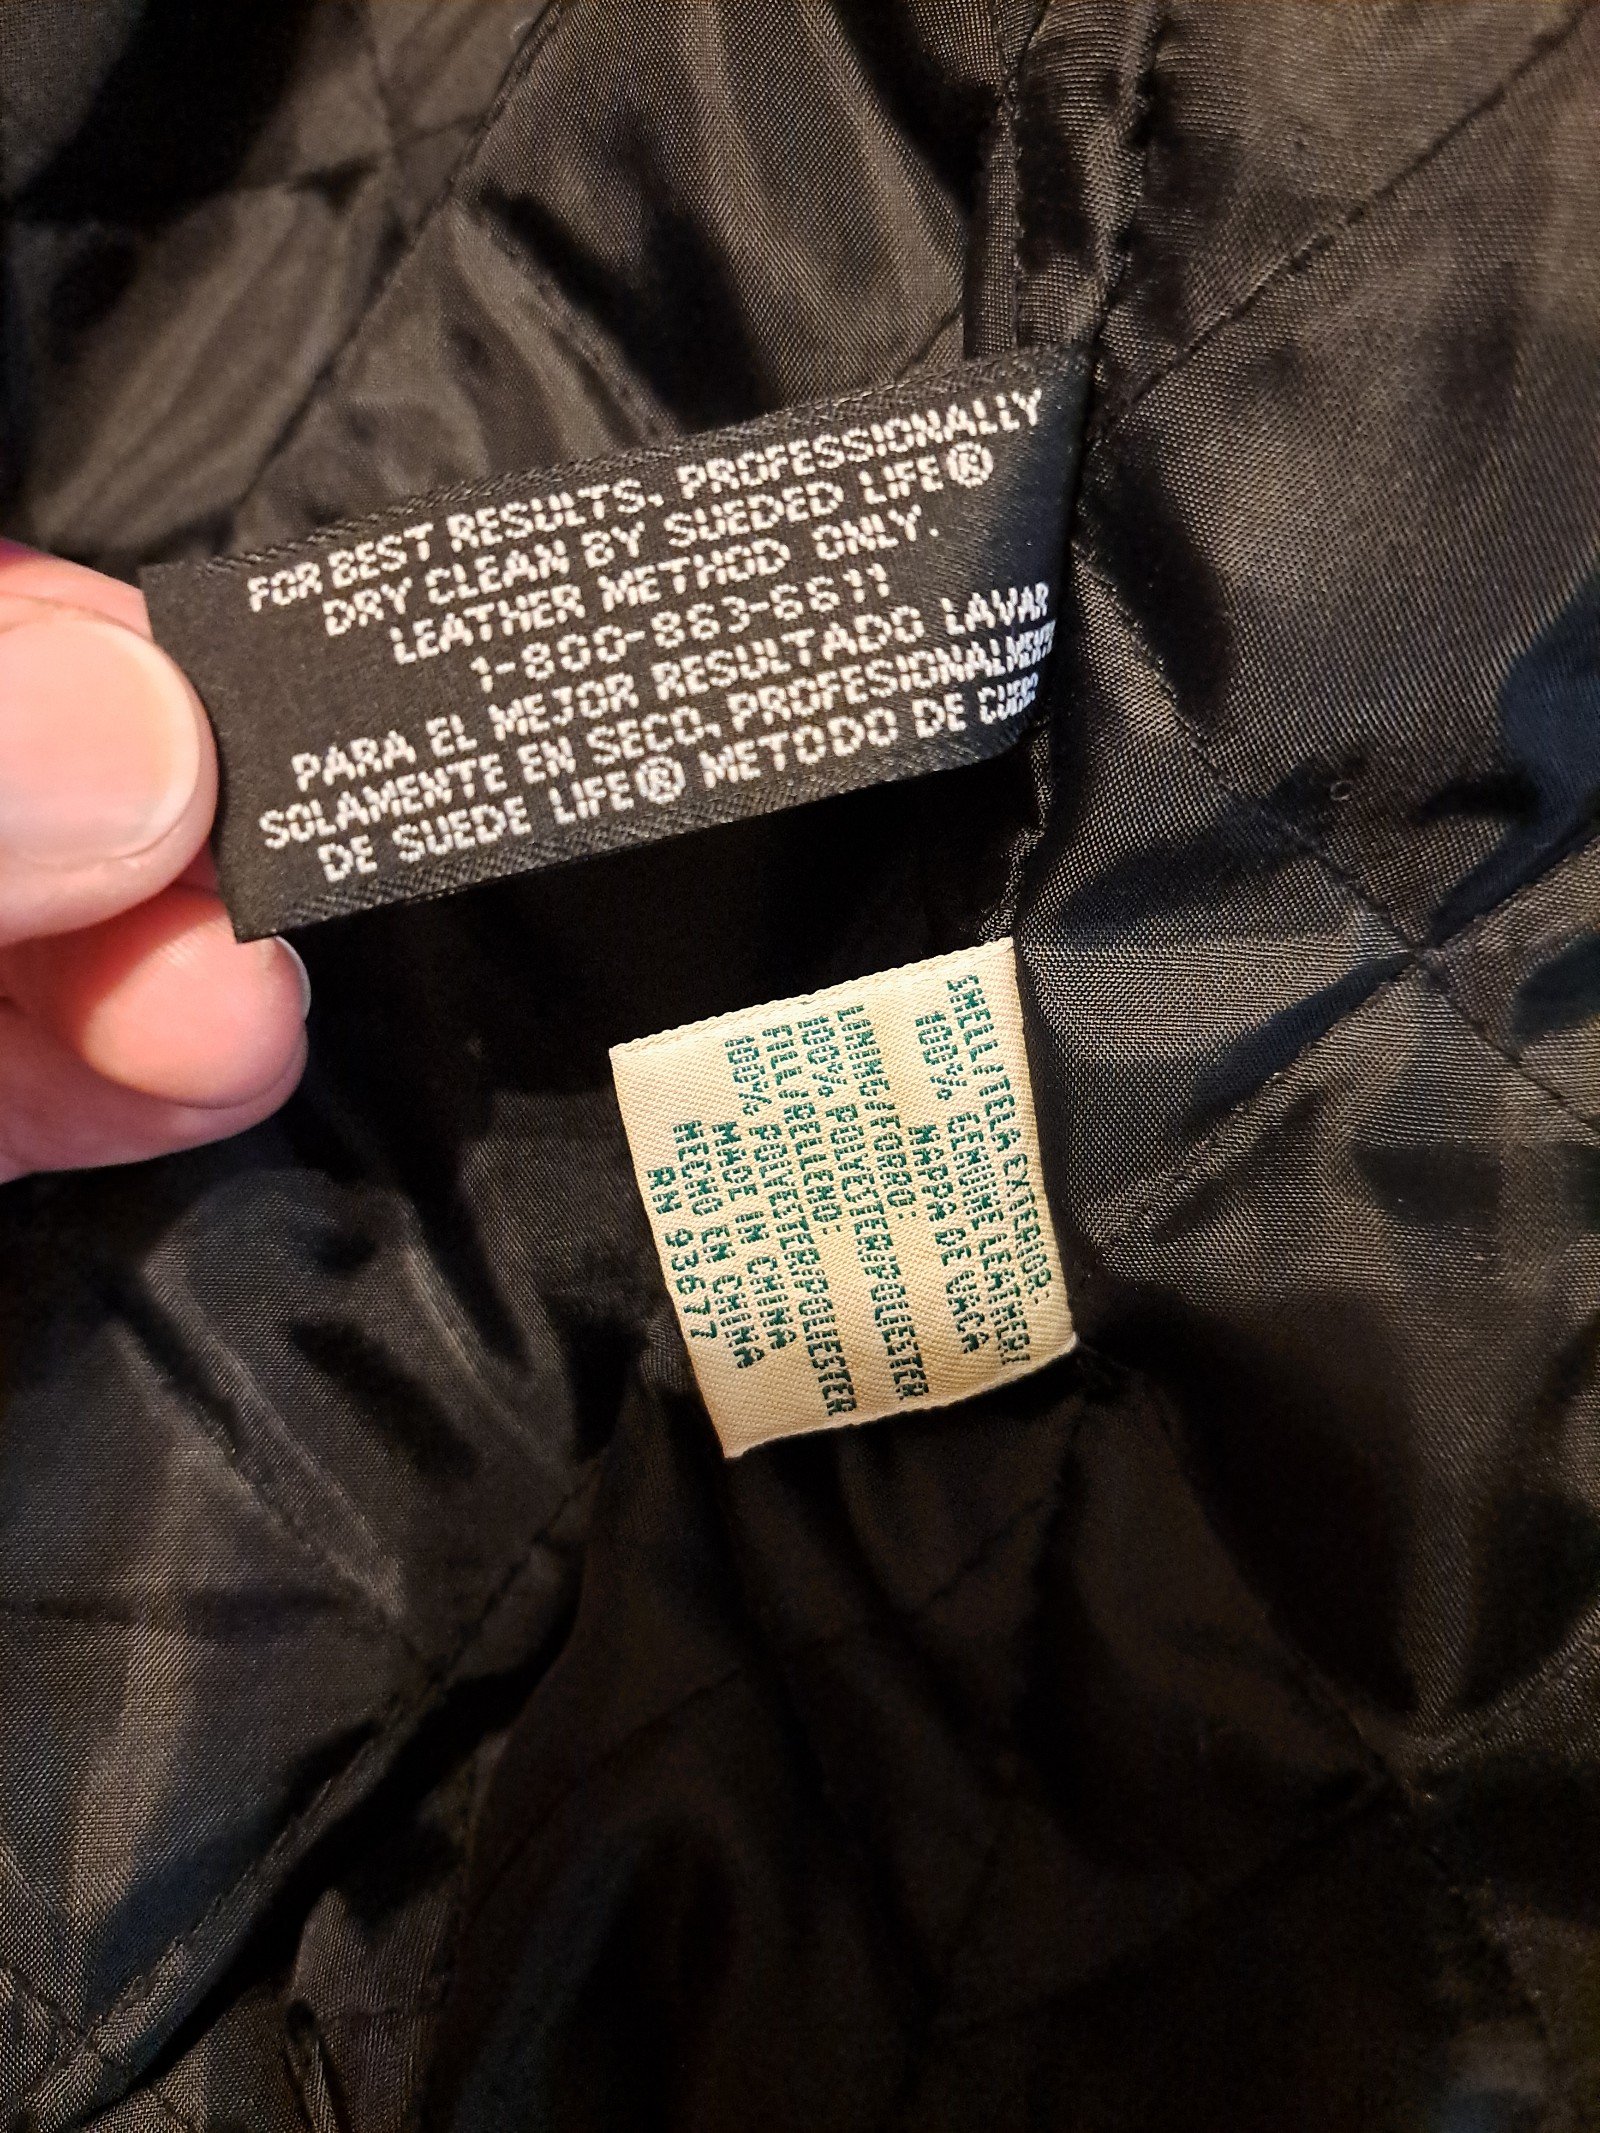 FOR BEST RESULTS, PROFESSIONALLY
DRY CLEAN BY SUEDED LIFE®
LEATHER METHOD ONLY.
1-800-863-6611
PARA EL MEJOR RESULTADO LAVAR
SOLAMENTE EN SECO, PROFESIONALMENTE
DE SUEDE LIFE® METODO DE CUERO
SHELL/TELA EXTERIOR:
100% GENUINE LEATHER/
NAPPA DE VACA
LINING/FORRO:
100% POLYESTER/POLIESTER
FILL/RELLENO:
100% POLYESTER/POLIESTER
MADE IN CHINA
HECHO EN CHINA
RN 93677